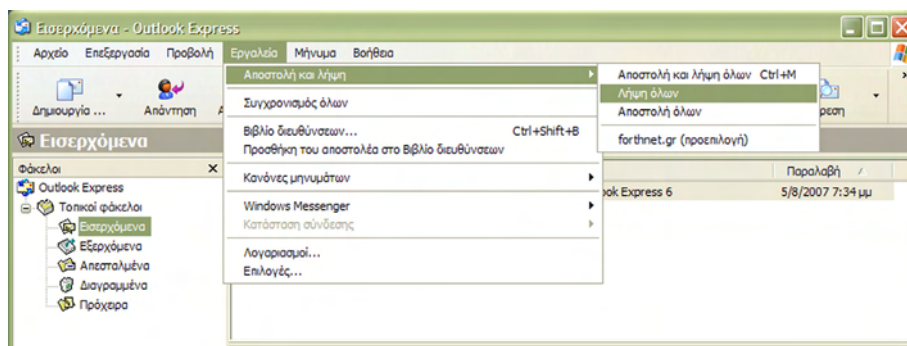 Εισερχόμενα - Outlook Express
Αρχείο Επεξεργασία Προβολή Εργαλεία Μήνυμα Βοήθεια
Δημιουργία ... Απάντηση
Αποστολή και λήψη
Συγχρονισμός όλων
Βιβλίο διευθύνσεων... Ctrl+Shift+B
Προσθήκη του αποστολέα στο Βιβλίο διευθύνσεων
Κανόνες μηνυμάτων
Windows Messenger
Κατάσταση σύνδεσης
Λογαριασμοί...
Επιλογές...
Αποστολή και λήψη όλων Ctrl+M
Λήψη όλων
Αποστολή όλων
forthnet.gr (προεπιλογή)
Εισερχόμενα
Φάκελοι X
Outlook Express
Τοπικοί φάκελοι
Εισερχόμενα
Εξερχόμενα
Απεσταλμένα
Διαγραμμένα
Πρόχειρα
Παραλαβή
ook Express 6 5/8/2007 7:34 μμ